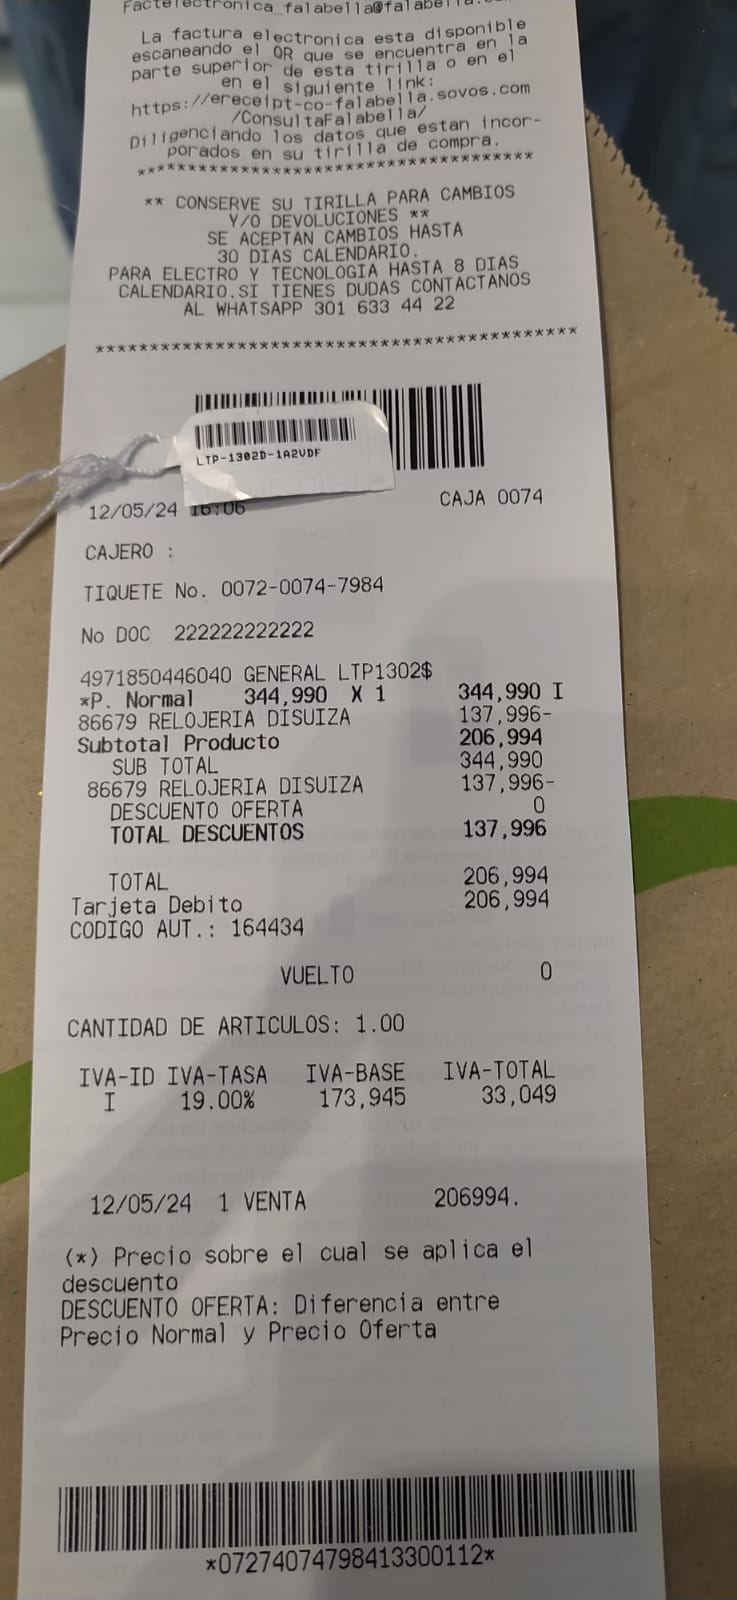 Factelectronica_falabella@falabella.
La factura electronica esta disponible
escaneando el QR que se encuentra en la
parte superior de esta tirilla o en el
en el siguiente link:
https://ereceipt-co-falabella.sovos.com
/ConsultaFalabella/
Diligenciando los datos que estan incor-
porados en su tirilla de compra.
*************************************
** CONSERVE SU TIRILLA PARA CAMBIOS
Y/O DEVOLUCIONES **
SE ACEPTAN CAMBIOS HASTA
30 DIAS CALENDARIO.
PARA ELECTRO Y TECNOLOGIA HASTA 8 DIAS
CALENDARIO.SI TIENES DUDAS CONTACTANOS
AL WHATSAPP 301 633 44 22
********************************************
LTP-1302D-1A2VDF
12/05/24 16:06 CAJA 0074
CAJERO :
TIQUETE No. 0072-0074-7984
No DOC 222222222222
4971850446040 GENERAL LTP1302$
*P. Normal 344,990 X 1 344,990 I
86679 RELOJERIA DISUIZA 137,996-
Subtotal Producto 206,994
SUB TOTAL 344,990
86679 RELOJERIA DISUIZA 137,996-
DESCUENTO OFERTA 0
TOTAL DESCUENTOS 137,996
TOTAL 206,994
Tarjeta Debito 206,994
CODIGO AUT.: 164434
VUELTO 0
CANTIDAD DE ARTICULOS: 1.00
IVA-ID IVA-TASA IVA-BASE IVA-TOTAL
I 19.00% 173,945 33,049
12/05/24 1 VENTA 206994.
(*) Precio sobre el cual se aplica el
descuento
DESCUENTO OFERTA: Diferencia entre
Precio Normal y Precio Oferta
*07274074798413300112*